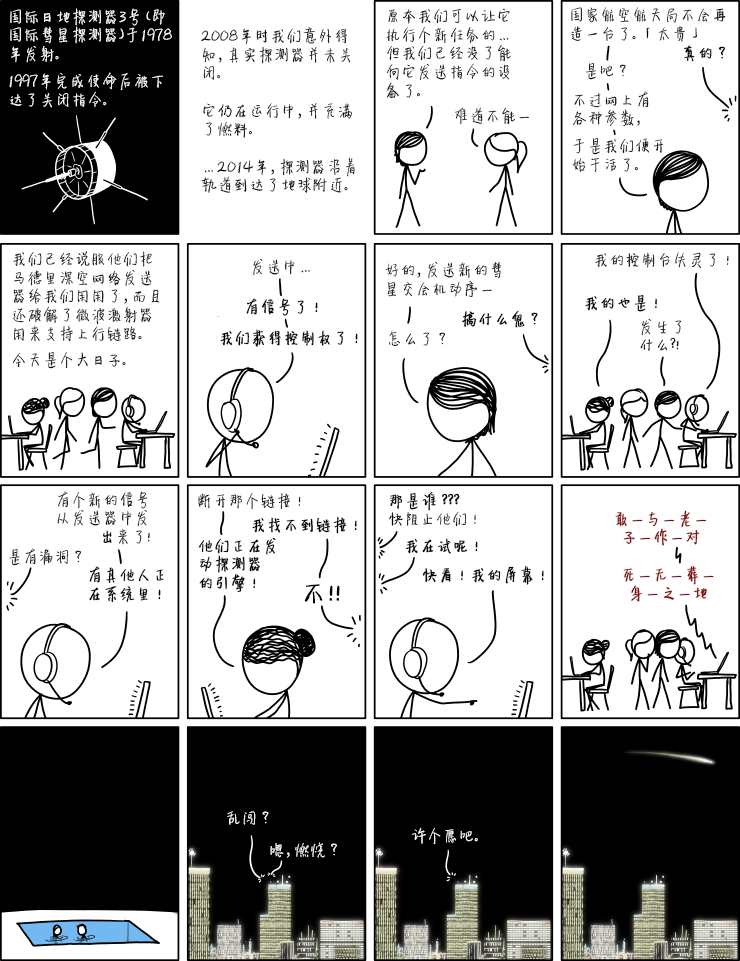 国际日地探测器3号(即
国际彗星探测器)于1978
年发射。
1997年完成使命后被下
达了关闭指令。
2008年时我们意外得
知,真实探测器并未关
闭。
它仍在运行中,并充满
了燃料。
…2014年,探测器沿着
轨道到达了地球附近。
原本我们可以让它
执行个新任务的…
但我们已经没了能
向它发送指令的设
备了。
难道不能—
国家航空航天局不会再
造一台了。「太贵」
真的?
是吧?
不过网上有
各种参数,
于是我们便开
始干活了。
我们已经说服他们把
马德里深空网络发送
器给我们用用了,而且
还破解了微波激射器
用来支持上行链路。
今天是个大日子。
发送中…
有信号了!
我们获得控制权了!
好的,发送新的彗
星交会机动序—
搞什么鬼?
怎么了?
我的控制台失灵了!
我的也是!
发生了
什么?!
有个新的信号
从发送器中发
出来了!
是有漏洞?
有其他人正
在系统里!
断开那个链接!
我找不到链接!
他们正在发
动探测器
的引擎!
不!!
那是谁???
快阻止他们!
我在试呢!
快看!我的屏幕!
敢—与—老—
子—作—对
死—无—葬—
身—之—地
乱闯?
嗯,燃烧?
许个愿吧。